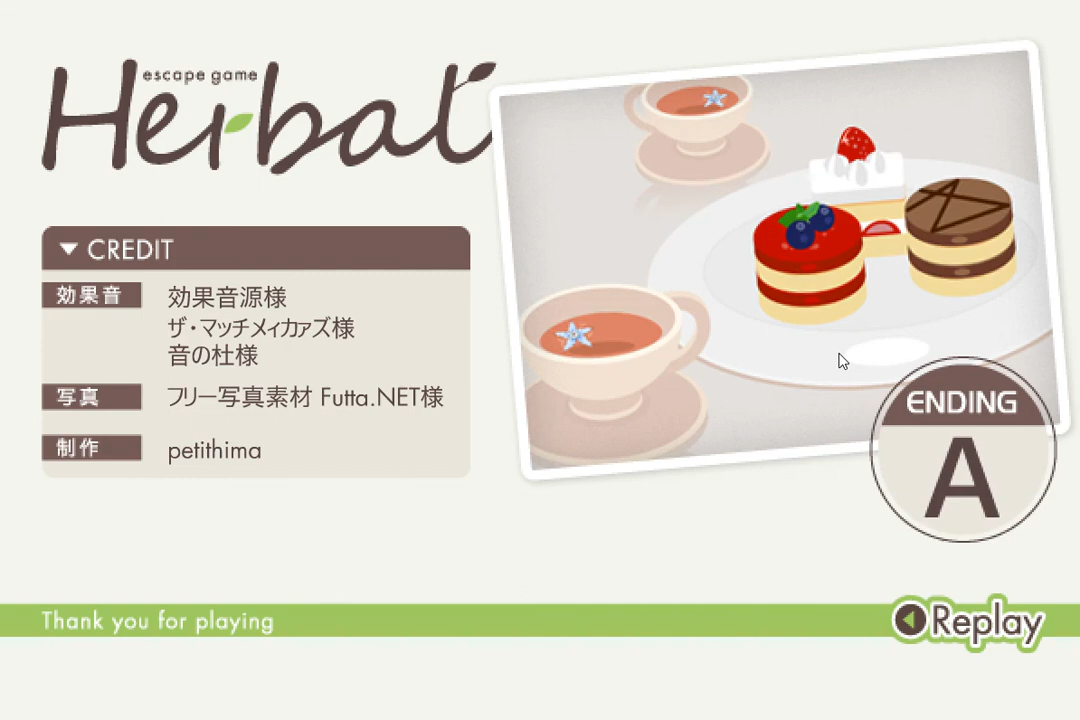 escape game
Herbal
CREDIT
効果音
効果音源様
ザ・マッチメイカァズ様
音の杜様
写真
フリー写真素材 Futta.NET様
制作
petithima
ENDING
A
Thank you for playing
Replay